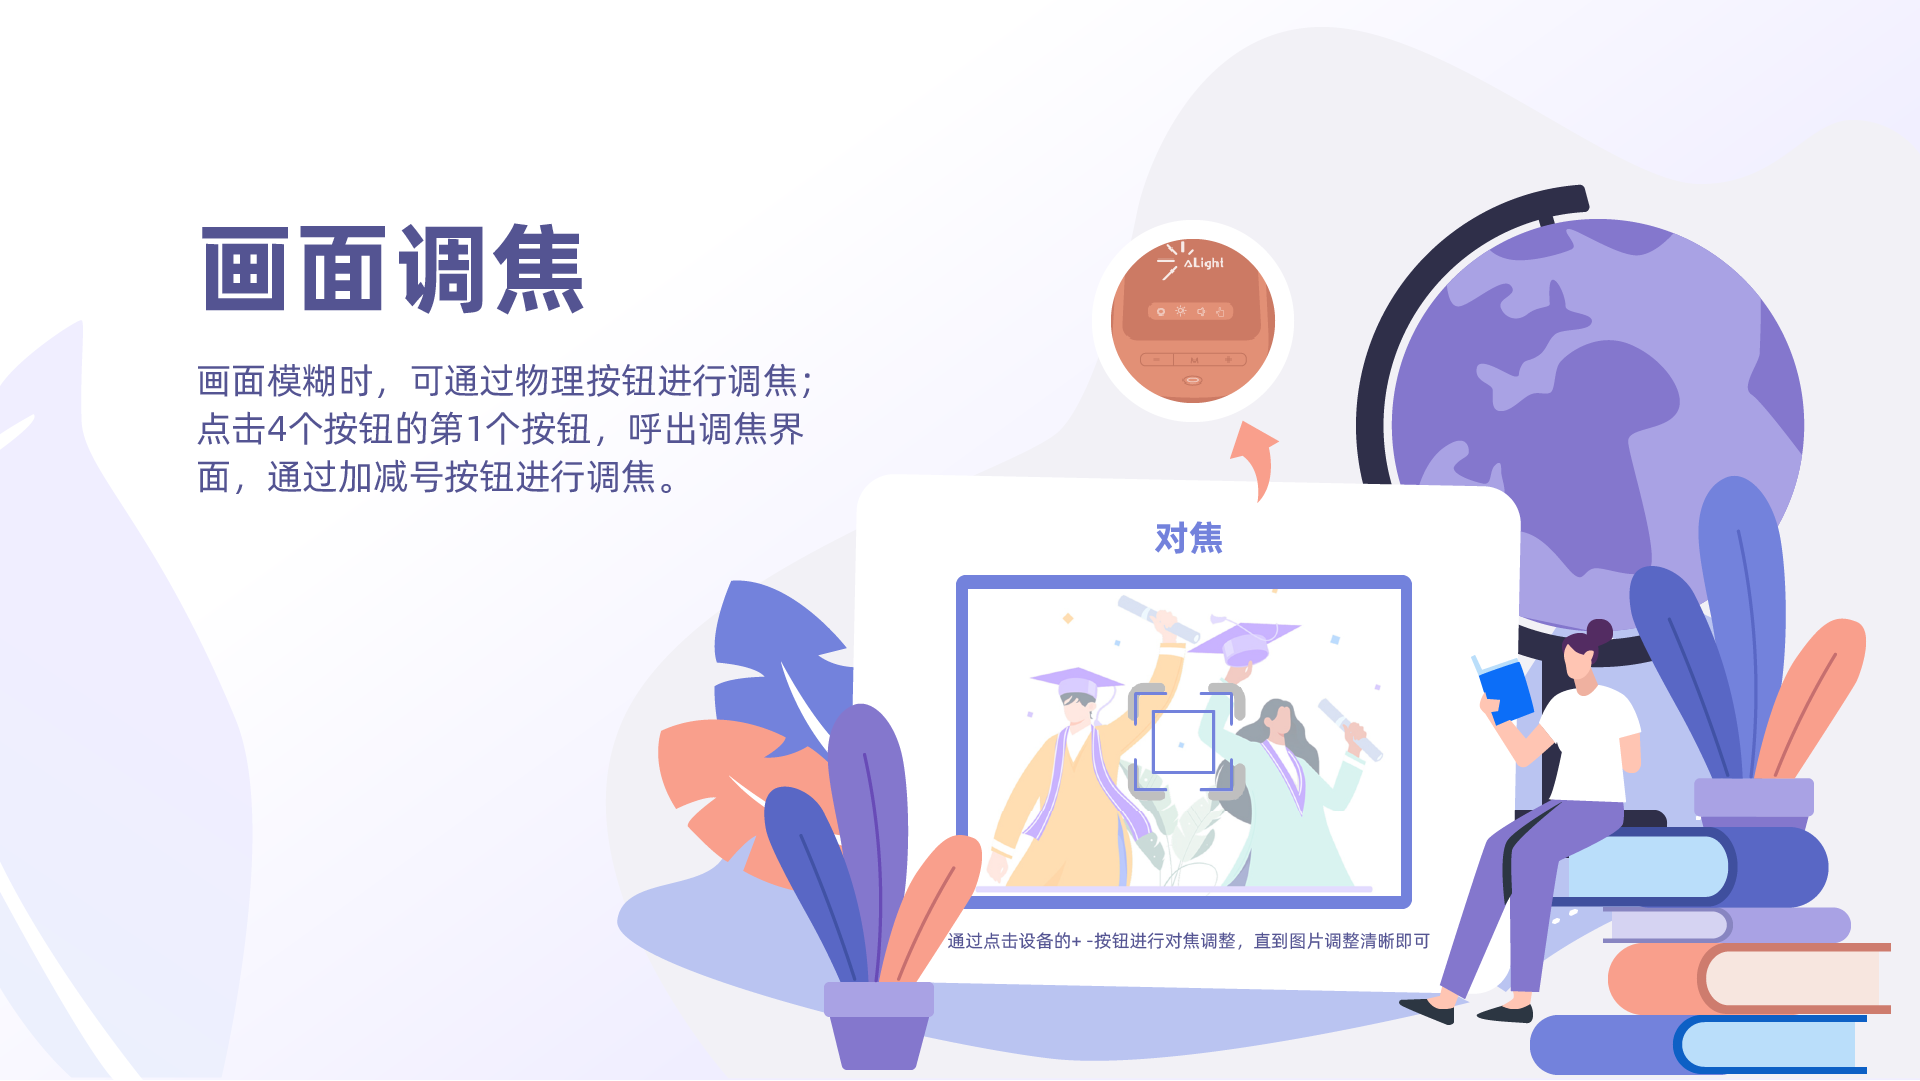 画面调焦
画面模糊时，可通过物理按钮进行调焦；
点击4个按钮的第1个按钮，呼出调焦界
面，通过加减号按钮进行调焦。
aLight
M
对焦
通过点击设备的+ -按钮进行对焦调整，直到图片调整清晰即可